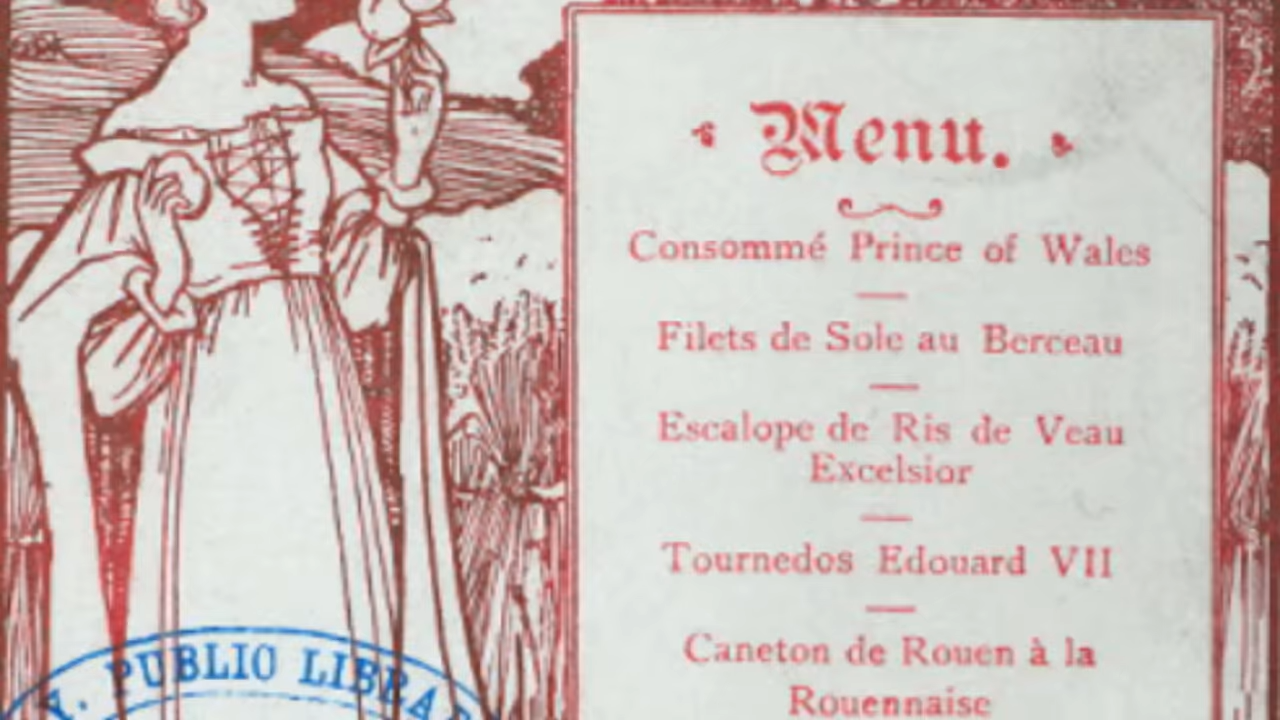 Menu.
Consommé Prince of Wales
Filets de Sole au Berceau
Escalope de Ris de Veau
Excelsior
Tournedos Edouard VII
Caneton de Rouen à la
Rouennaise
Y. PUBLIC LIBRA